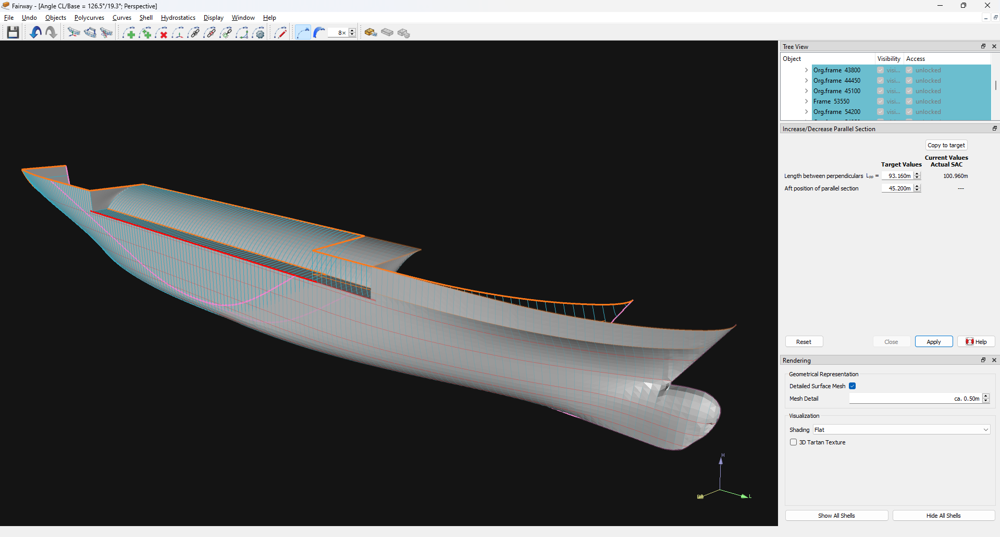 Fairway - [Angle CL/Base = 126.5°/19.3°; Perspective]
File Undo Objects Polycurves Curves Shell Hydrostatics Display Window Help
8×
Tree View
Object Visibility Access
Org.frame 43800 visi... unlocked
Org.frame 44450 visi... unlocked
Org.frame 45100 visi... unlocked
Frame 53550 visi... unlocked
Org.frame 54200 visi... unlocked
Increase/Decrease Parallel Section
Copy to target
Current Values
Target Values Actual SAC
Length between perpendiculars Lpp = 93.160m 100.960m
Aft position of parallel section 45.200m ---
Reset Close Apply Help
Rendering
Geometrical Representation
Detailed Surface Mesh
Mesh Detail ca. 0.50m
Visualization
Shading Flat
3D Tartan Texture
Show All Shells Hide All Shells
H
L